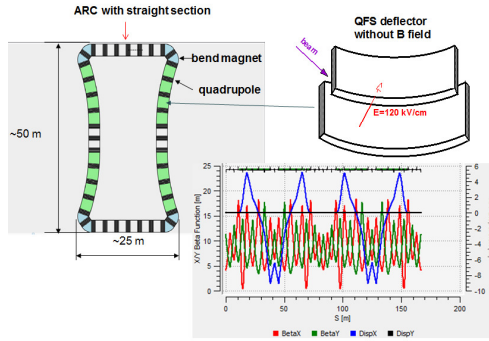 ARC with straight section
QFS deflector
without B field
bend magnet
beam
quadrupole
E=120 kV/cm
~50 m
~25 m
X/Y Beta Function [m]
25
20
15
10
5
0
6
4
2
0
-2
-4
-6
-8
-10
0
50
100
150
200
S [m]
BetaX
BetaY
DispX
DispY